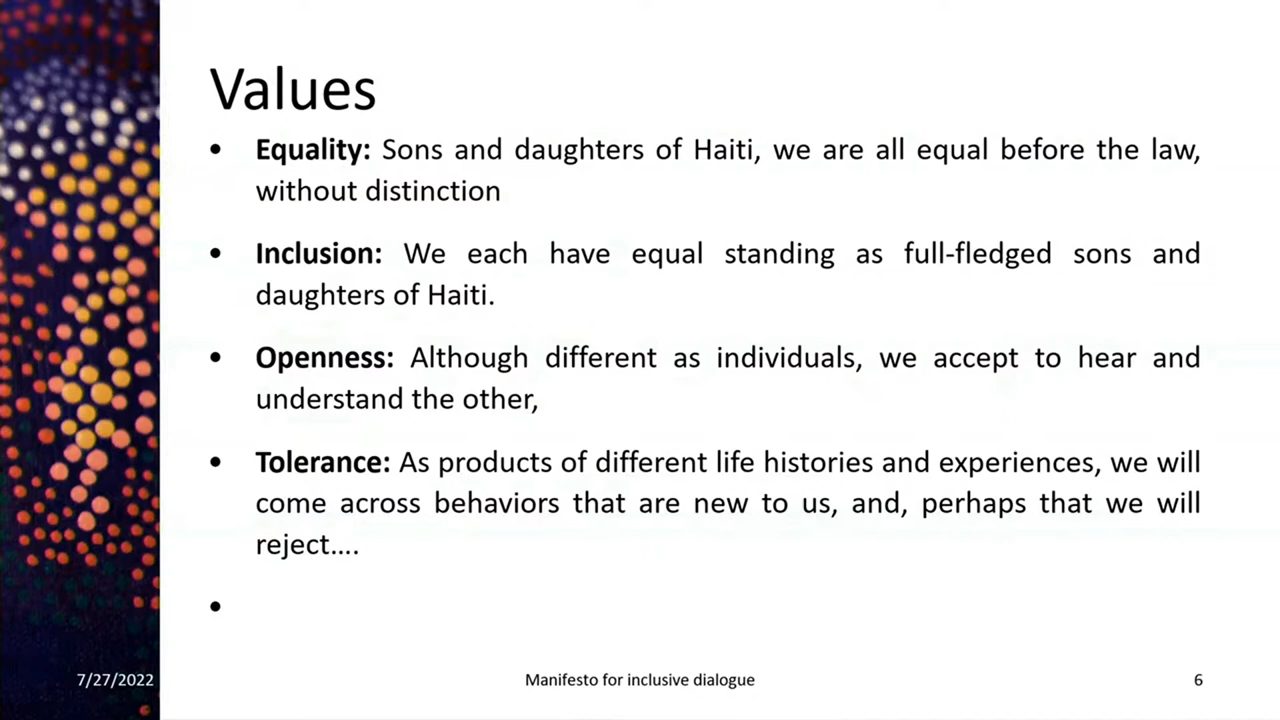 Values
• Equality: Sons and daughters of Haiti, we are all equal before the law,
without distinction
• Inclusion: We each have equal standing as full-fledged sons and
daughters of Haiti.
• Openness: Although different as individuals, we accept to hear and
understand the other,
• Tolerance: As products of different life histories and experiences, we will
come across behaviors that are new to us, and, perhaps that we will
reject....
•
7/27/2022
Manifesto for inclusive dialogue
6